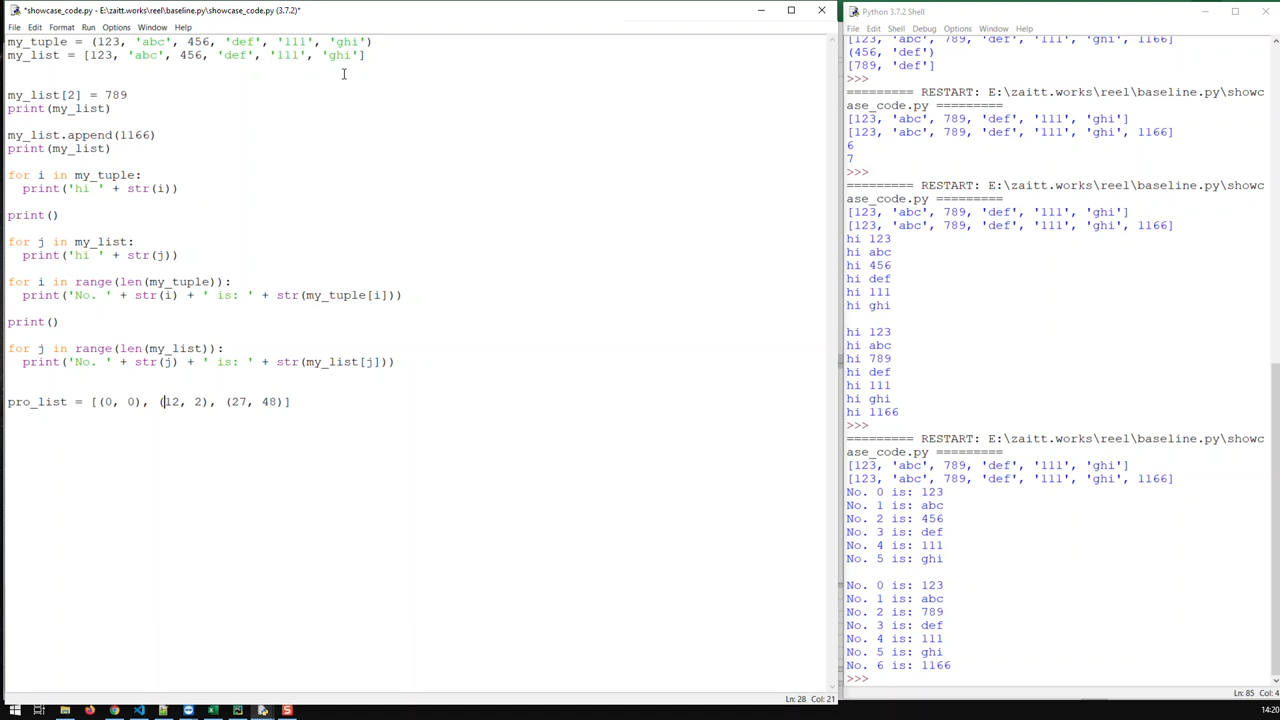 *showcase_code.py - E:\zaitt.works\reel\baseline.py\showcase_code.py (3.7.2)*
File Edit Format Run Options Window Help
my_tuple = (123, 'abc', 456, 'def', '111', 'ghi')
my_list = [123, 'abc', 456, 'def', '111', 'ghi']
my_list[2] = 789
print(my_list)
my_list.append(1166)
print(my_list)
for i in my_tuple:
  print('hi ' + str(i))
print()
for j in my_list:
  print('hi ' + str(j))
for i in range(len(my_tuple)):
  print('No. ' + str(i) + ' is: ' + str(my_tuple[i]))
print()
for j in range(len(my_list)):
  print('No. ' + str(j) + ' is: ' + str(my_list[j]))
pro_list = [(0, 0), (12, 2), (27, 48)]
Ln: 28 Col: 21
Python 3.7.2 Shell
File Edit Shell Debug Options Window Help
[123, 'abc', 789, 'def', '111', 'ghi', 1166]
(456, 'def')
[789, 'def']
>>>
========= RESTART: E:\zaitt.works\reel\baseline.py\showc
ase_code.py =========
[123, 'abc', 789, 'def', '111', 'ghi']
[123, 'abc', 789, 'def', '111', 'ghi', 1166]
6
7
>>>
========= RESTART: E:\zaitt.works\reel\baseline.py\showc
ase_code.py =========
[123, 'abc', 789, 'def', '111', 'ghi']
[123, 'abc', 789, 'def', '111', 'ghi', 1166]
hi 123
hi abc
hi 456
hi def
hi 111
hi ghi
hi 123
hi abc
hi 789
hi def
hi 111
hi ghi
hi 1166
>>>
========= RESTART: E:\zaitt.works\reel\baseline.py\showc
ase_code.py =========
[123, 'abc', 789, 'def', '111', 'ghi']
[123, 'abc', 789, 'def', '111', 'ghi', 1166]
No. 0 is: 123
No. 1 is: abc
No. 2 is: 456
No. 3 is: def
No. 4 is: 111
No. 5 is: ghi
No. 0 is: 123
No. 1 is: abc
No. 2 is: 789
No. 3 is: def
No. 4 is: 111
No. 5 is: ghi
No. 6 is: 1166
>>>
Ln: 85 Col: 4
14:20